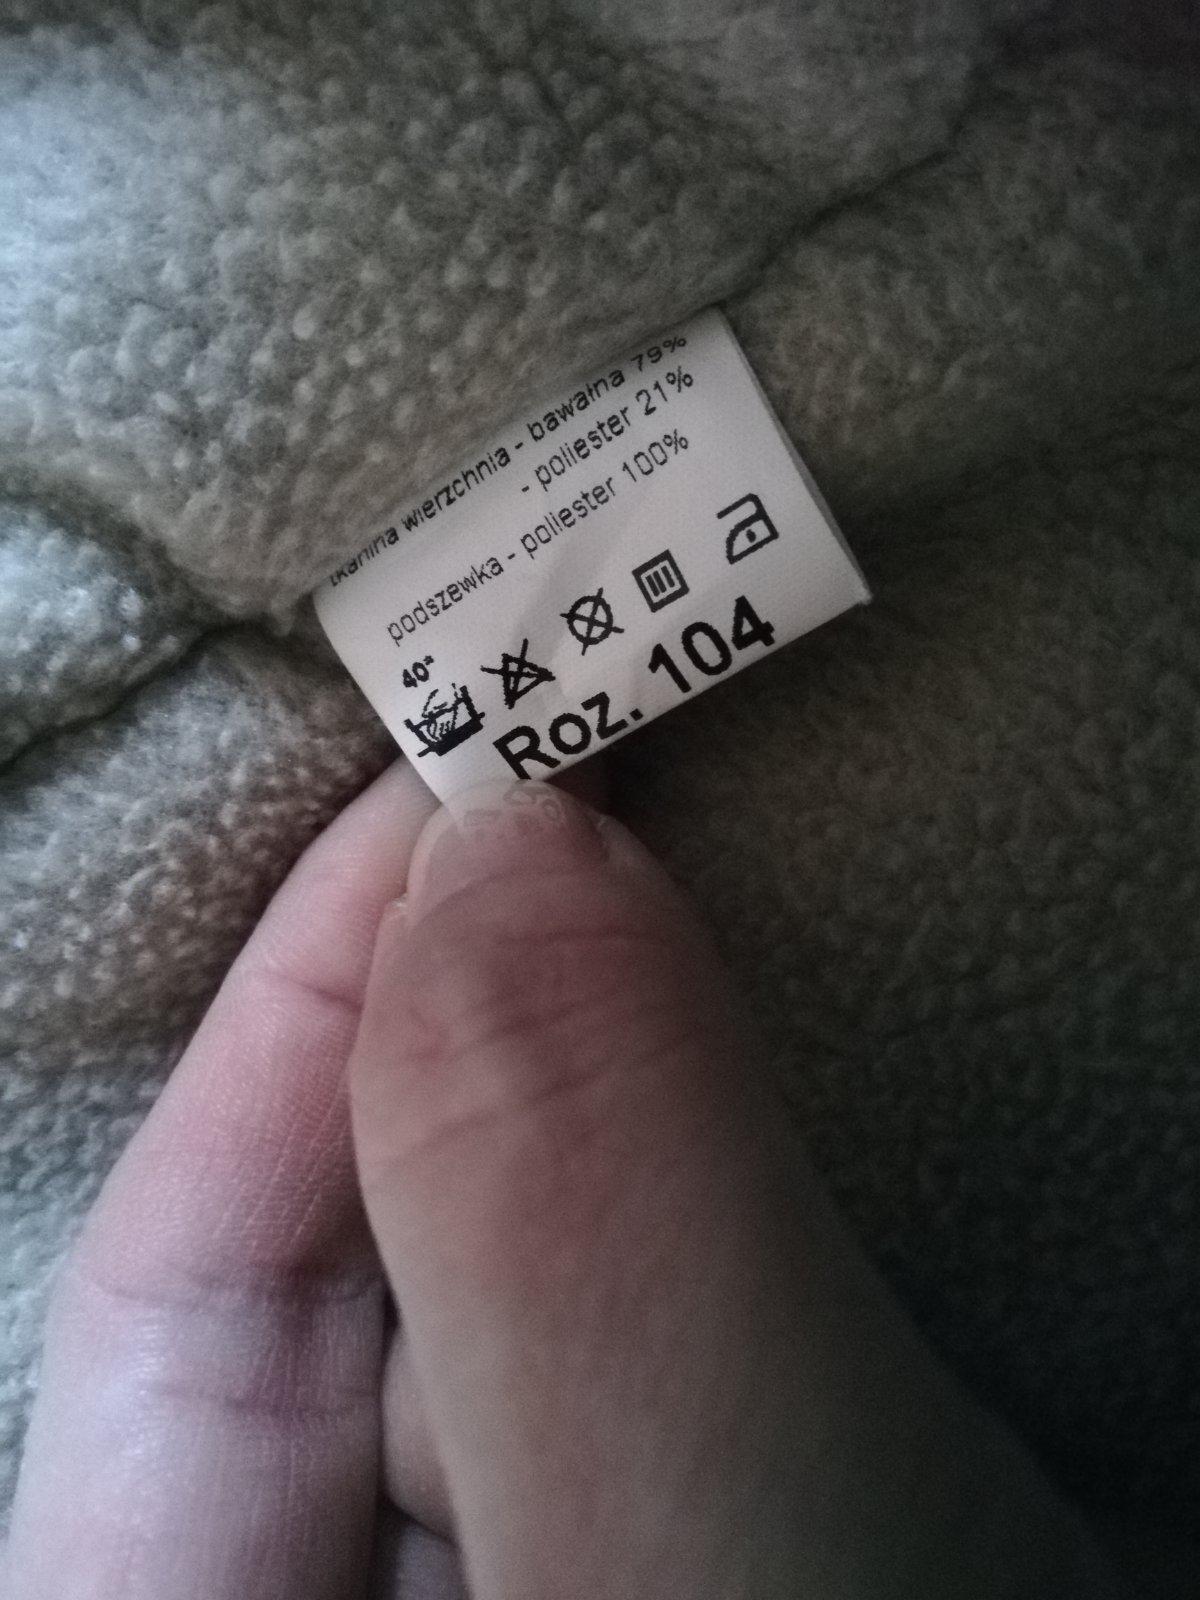 tkanina wierzchnia - bawełna 79%
- poliester 21%
podszewka - poliester 100%
40°
Roz. 104